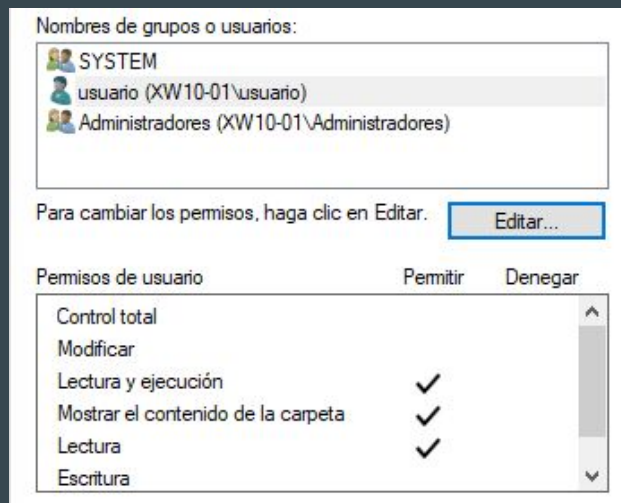 Nombres de grupos o usuarios:
SYSTEM
usuario (XW10-01\usuario)
Administradores (XW10-01\Administradores)
Para cambiar los permisos, haga clic en Editar. Editar...
Permisos de usuario Permitir Denegar
Control total
Modificar
Lectura y ejecución
Mostrar el contenido de la carpeta
Lectura
Escritura